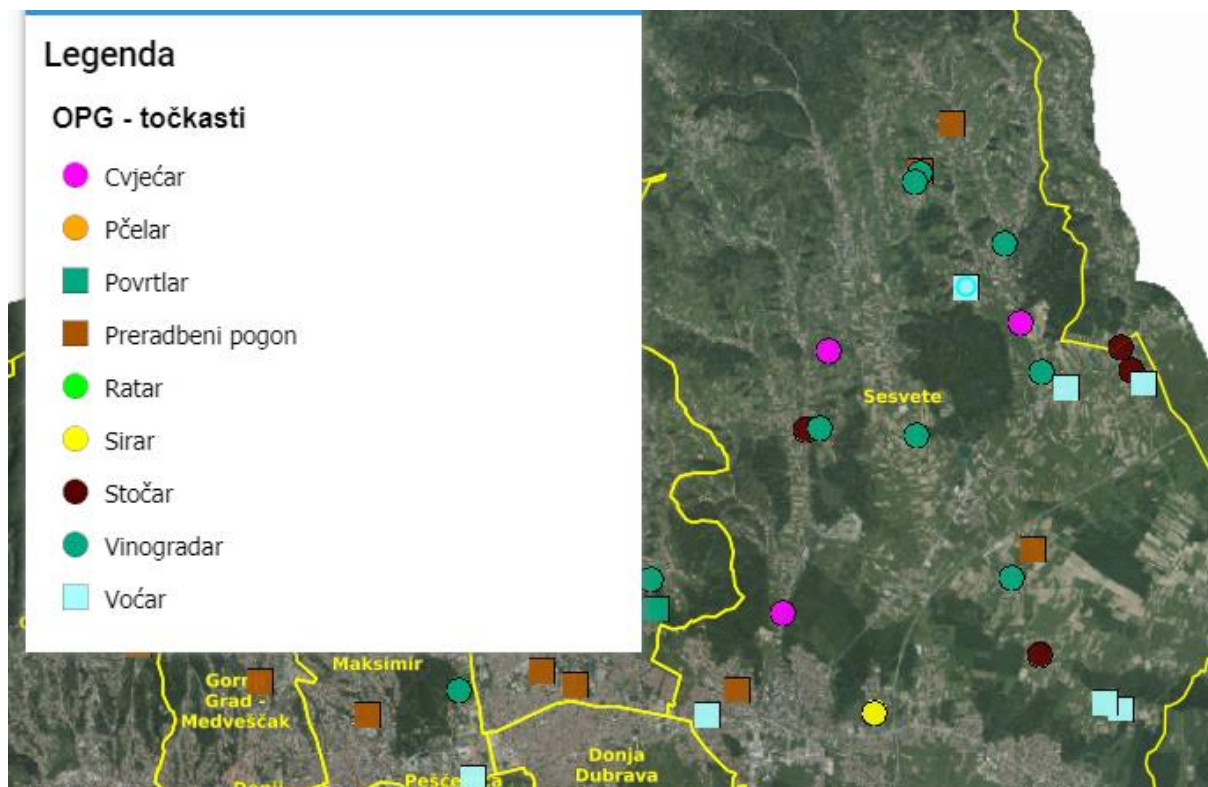 Legenda
OPG - točkasti
Cvjećar
Pčelar
Povrtlar
Preradbeni pogon
Ratar
Sirar
Stočar
Vinogradar
Voćar
Sesvete
Maksimir
Grad -
Medveščak
Donja
Dubrava